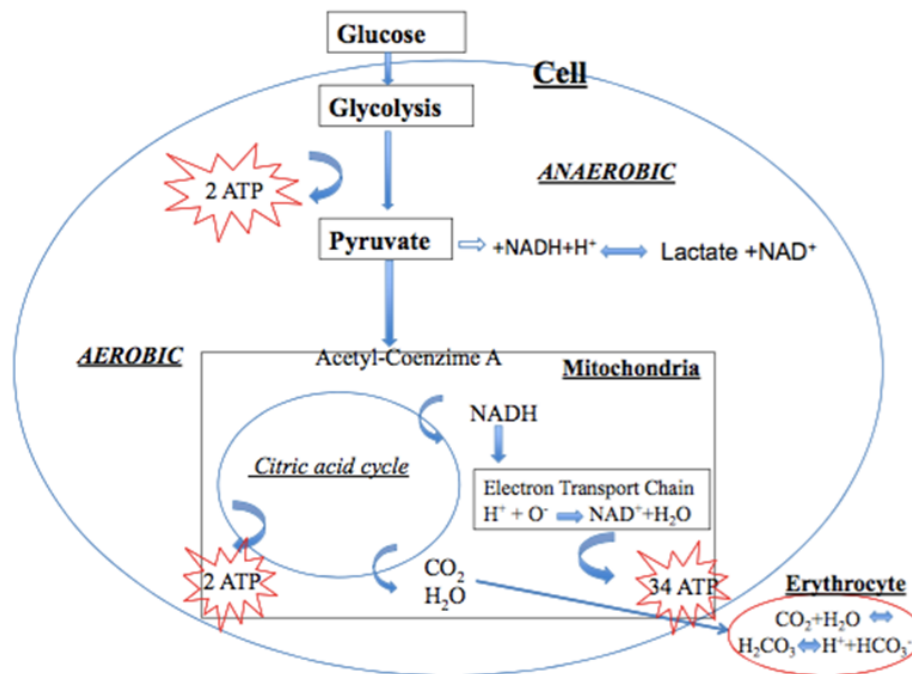 Glucose
Cell
Glycolysis
ANAEROBIC
2 ATP
Pyruvate
+NADH+H⁺
Lactate +NAD⁺
AEROBIC
Acetyl-Coenzime A
Mitochondria
NADH
Citric acid cycle
Electron Transport Chain
H⁺ + O⁻ ➡ NAD⁺+H₂O
2 ATP
CO₂
H₂O
34 ATP
Erythrocyte
CO₂+H₂O ⬌
H₂CO₃⬌H⁺+HCO₃⁻